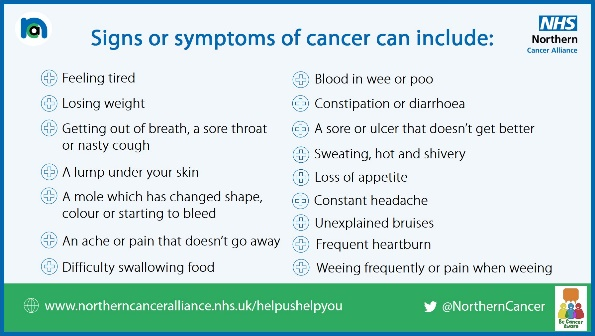 Signs or symptoms of cancer can include:
NHS
Northern
Cancer Alliance
Feeling tired
Losing weight
Getting out of breath, a sore throat
or nasty cough
A lump under your skin
A mole which has changed shape,
colour or starting to bleed
An ache or pain that doesn't go away
Difficulty swallowing food
Blood in wee or poo
Constipation or diarrhoea
A sore or ulcer that doesn't get better
Sweating, hot and shivery
Loss of appetite
Constant headache
Unexplained bruises
Frequent heartburn
Weeing frequently or pain when weeing
www.northerncanceralliance.nhs.uk/helpushelpyou
@NorthernCancer
Be Cancer
Aware